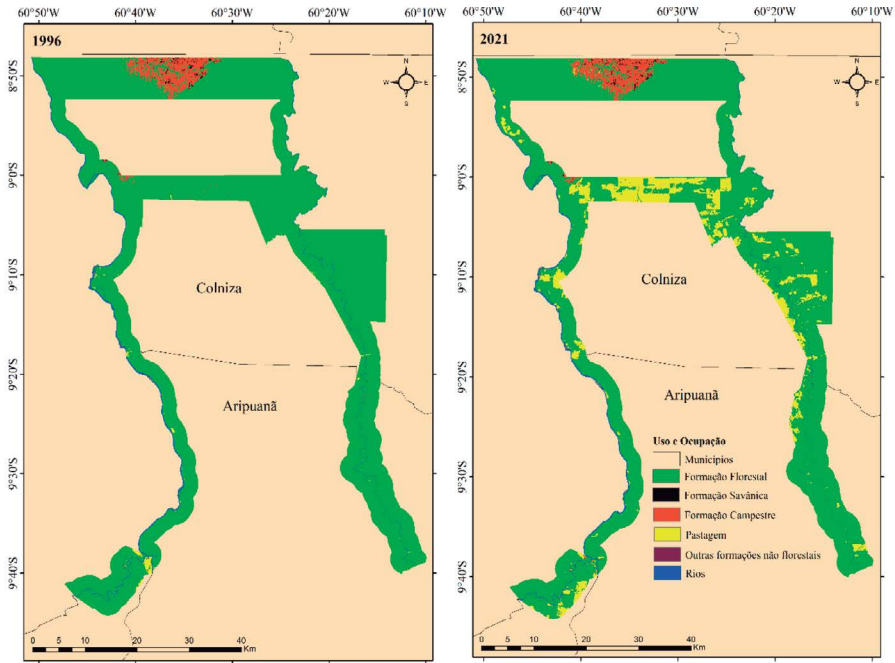 60°50'W 60°40'W 60°30'W 60°20'W 60°10'W
1996
N
W E
S
8°50'S
9°0'S
9°10'S
9°20'S
9°30'S
9°40'S
Colniza
Aripuanã
0 5 10 20 30 40
Km
60°50'W 60°40'W 60°30'W 60°20'W 60°10'W
2021
N
W E
S
8°50'S
9°0'S
9°10'S
9°20'S
9°30'S
9°40'S
Colniza
Aripuanã
Uso e Ocupação
Municípios
Formação Florestal
Formação Savânica
Formação Campestre
Pastagem
Outras formações não florestais
Rios
0 5 10 20 30 40
Km